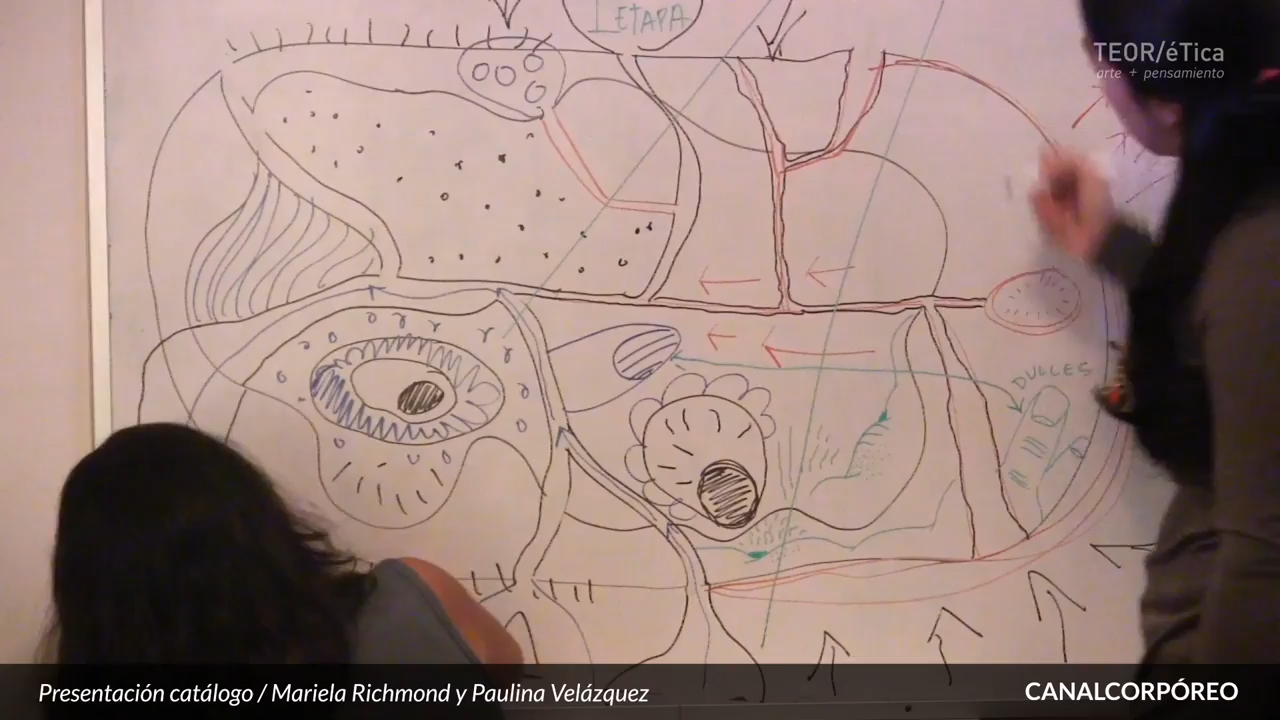 I ETAPA
TEOR/éTica
arte + pensamiento
DULCES
Presentación catálogo / Mariela Richmond y Paulina Velázquez
CANALCORPÓREO